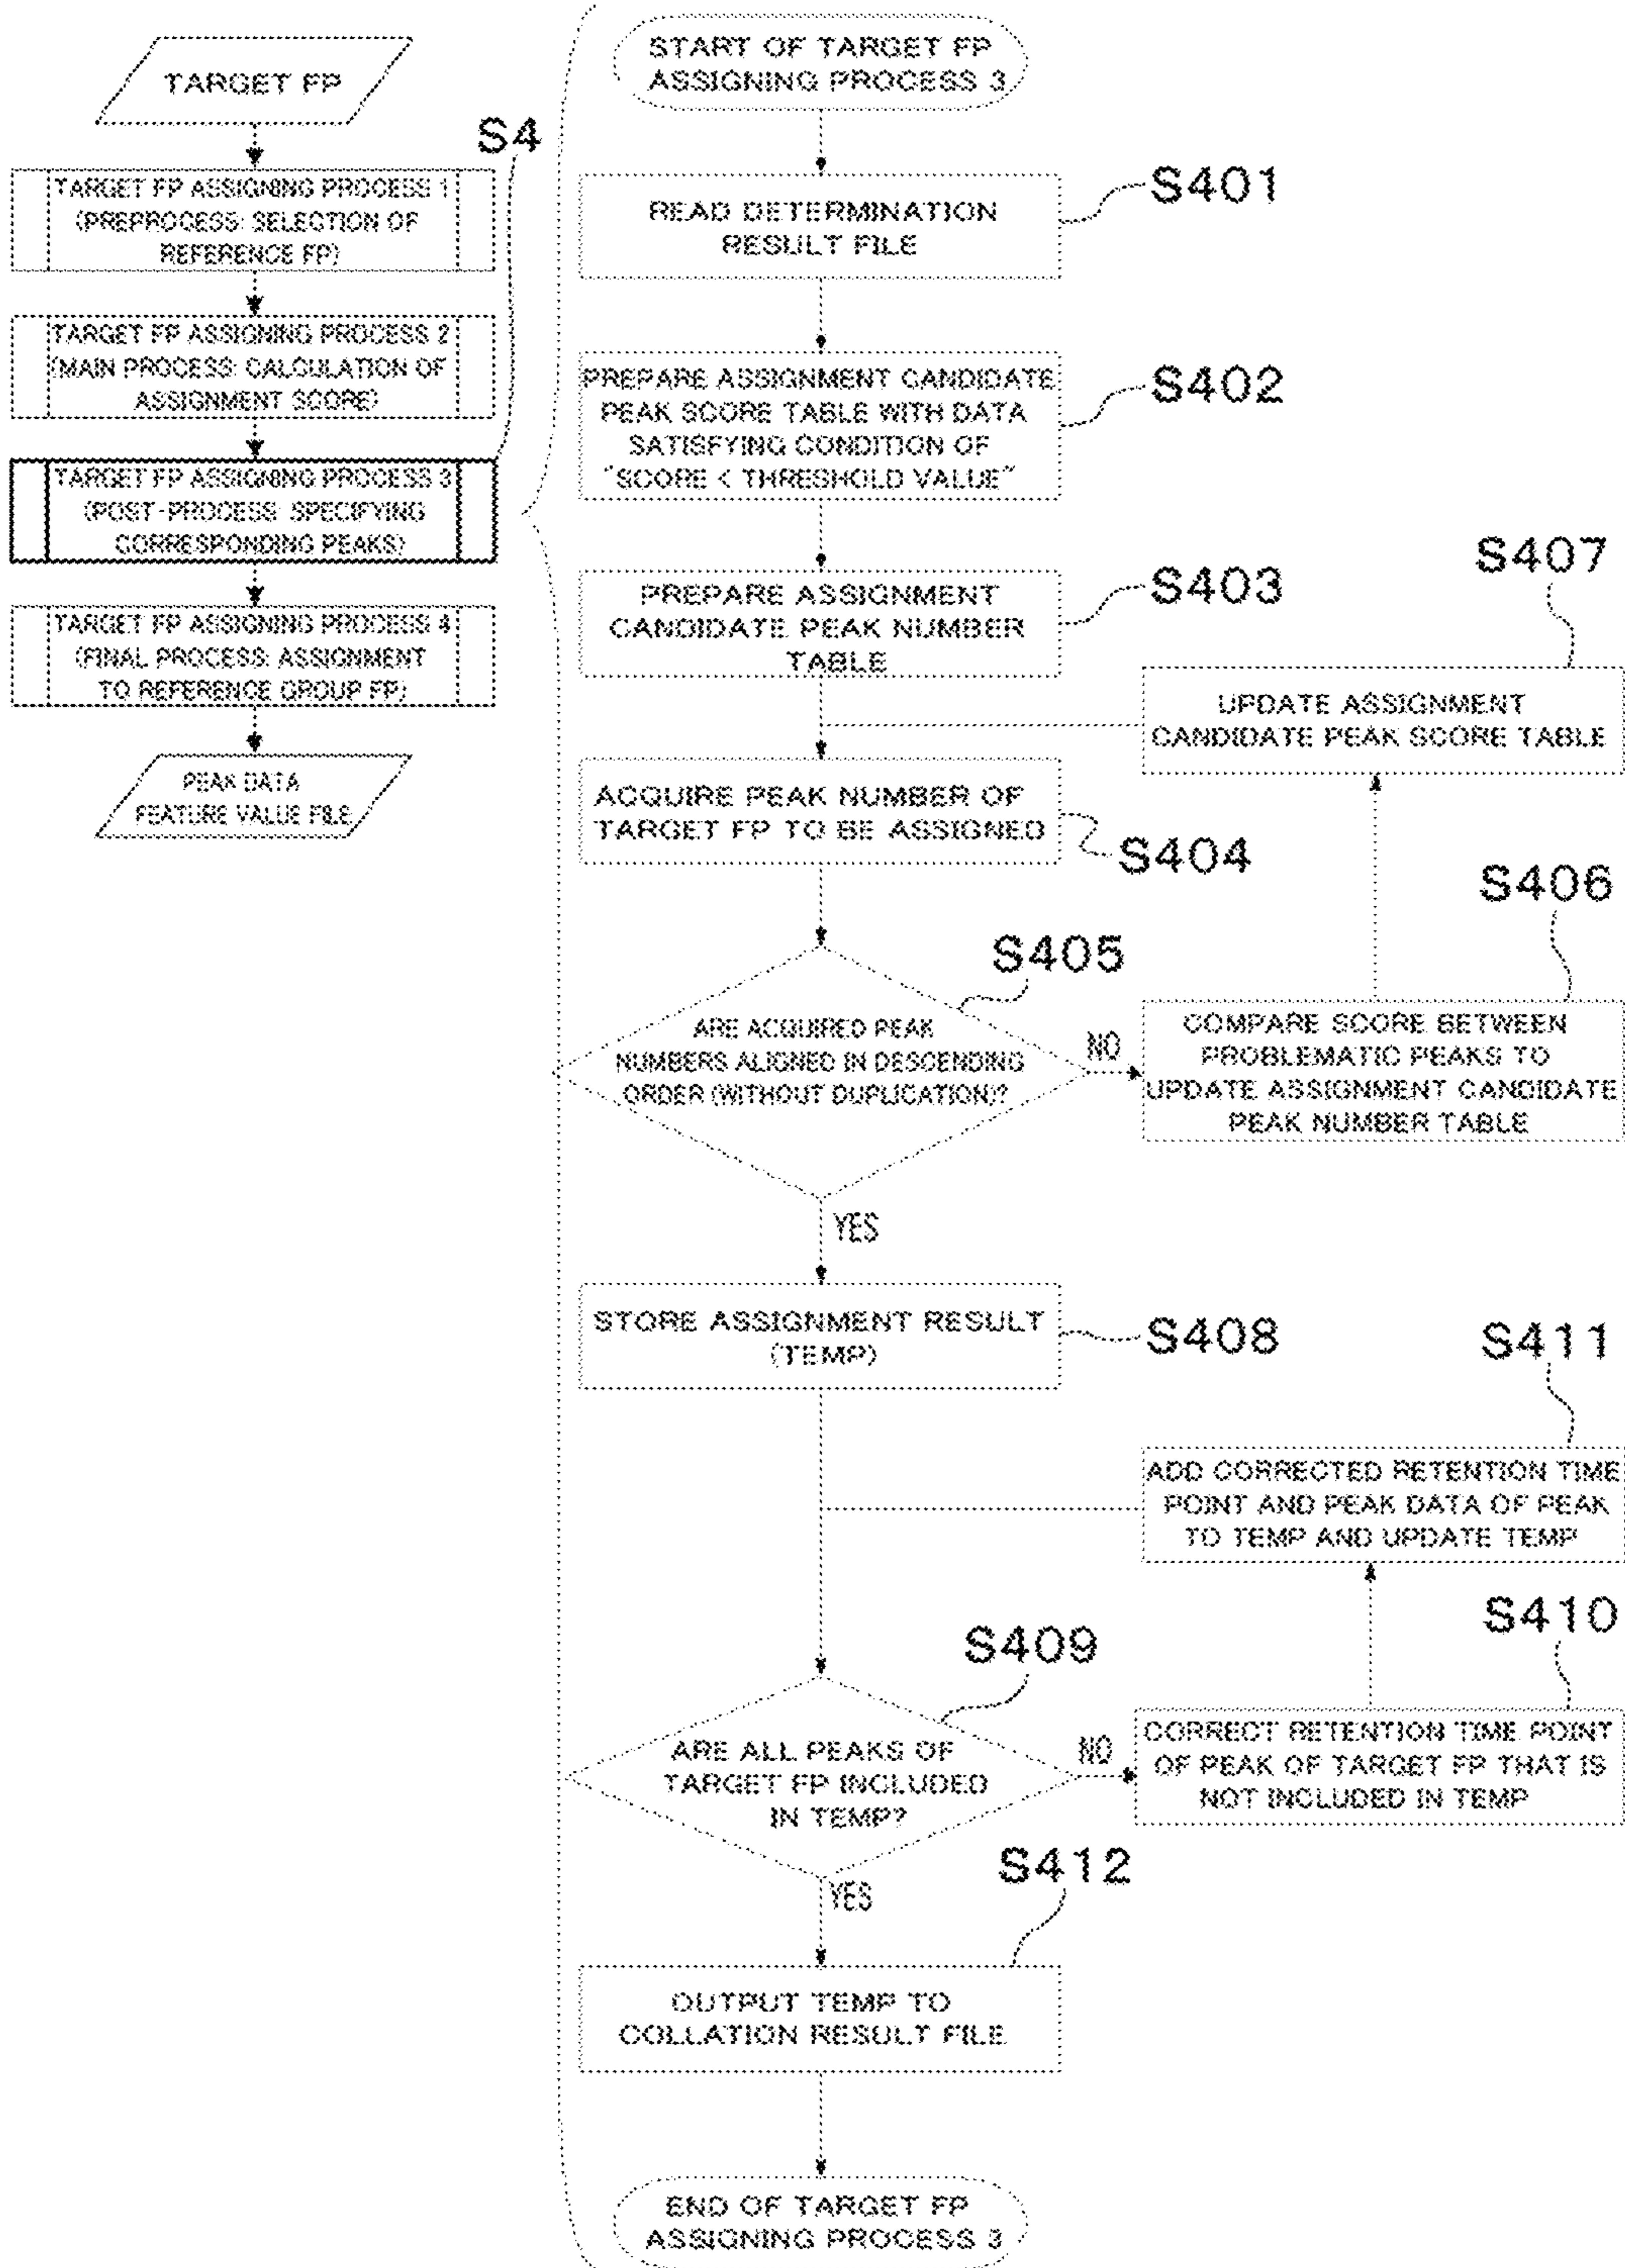 TARGET FP
TARGET FP ASSIGNING PROCESS 1
(PREPROCESS: SELECTION OF
REFERENCE FP)
TARGET FP ASSIGNING PROCESS 2
(MAIN PROCESS: CALCULATION OF
ASSIGNMENT SCORE)
S4
TARGET FP ASSIGNING PROCESS 3
(POST-PROCESS: SPECIFYING
CORRESPONDING PEAKS)
TARGET FP ASSIGNING PROCESS 4
(FINAL PROCESS: ASSIGNMENT
TO REFERENCE GROUP FP)
PEAK DATA
FEATURE VALUE FILE
START OF TARGET FP
ASSIGNING PROCESS 3
READ DETERMINATION
RESULT FILE
S401
PREPARE ASSIGNMENT CANDIDATE
PEAK SCORE TABLE WITH DATA
SATISFYING CONDITION OF
"SCORE < THRESHOLD VALUE"
S402
PREPARE ASSIGNMENT
CANDIDATE PEAK NUMBER
TABLE
S403
S407
UPDATE ASSIGNMENT
CANDIDATE PEAK SCORE TABLE
ACQUIRE PEAK NUMBER OF
TARGET FP TO BE ASSIGNED
S404
S405
ARE ACQUIRED PEAK
NUMBERS ALIGNED IN DESCENDING
ORDER (WITHOUT DUPLICATION)?
NO
S406
COMPARE SCORE BETWEEN
PROBLEMATIC PEAKS TO
UPDATE ASSIGNMENT CANDIDATE
PEAK NUMBER TABLE
YES
STORE ASSIGNMENT RESULT
(TEMP)
S408
S411
ADD CORRECTED RETENTION TIME
POINT AND PEAK DATA OF PEAK
TO TEMP AND UPDATE TEMP
S409
ARE ALL PEAKS OF
TARGET FP INCLUDED
IN TEMP?
NO
S410
CORRECT RETENTION TIME POINT
OF PEAK OF TARGET FP THAT IS
NOT INCLUDED IN TEMP
YES
S412
OUTPUT TEMP TO
COLLATION RESULT FILE
END OF TARGET FP
ASSIGNING PROCESS 3